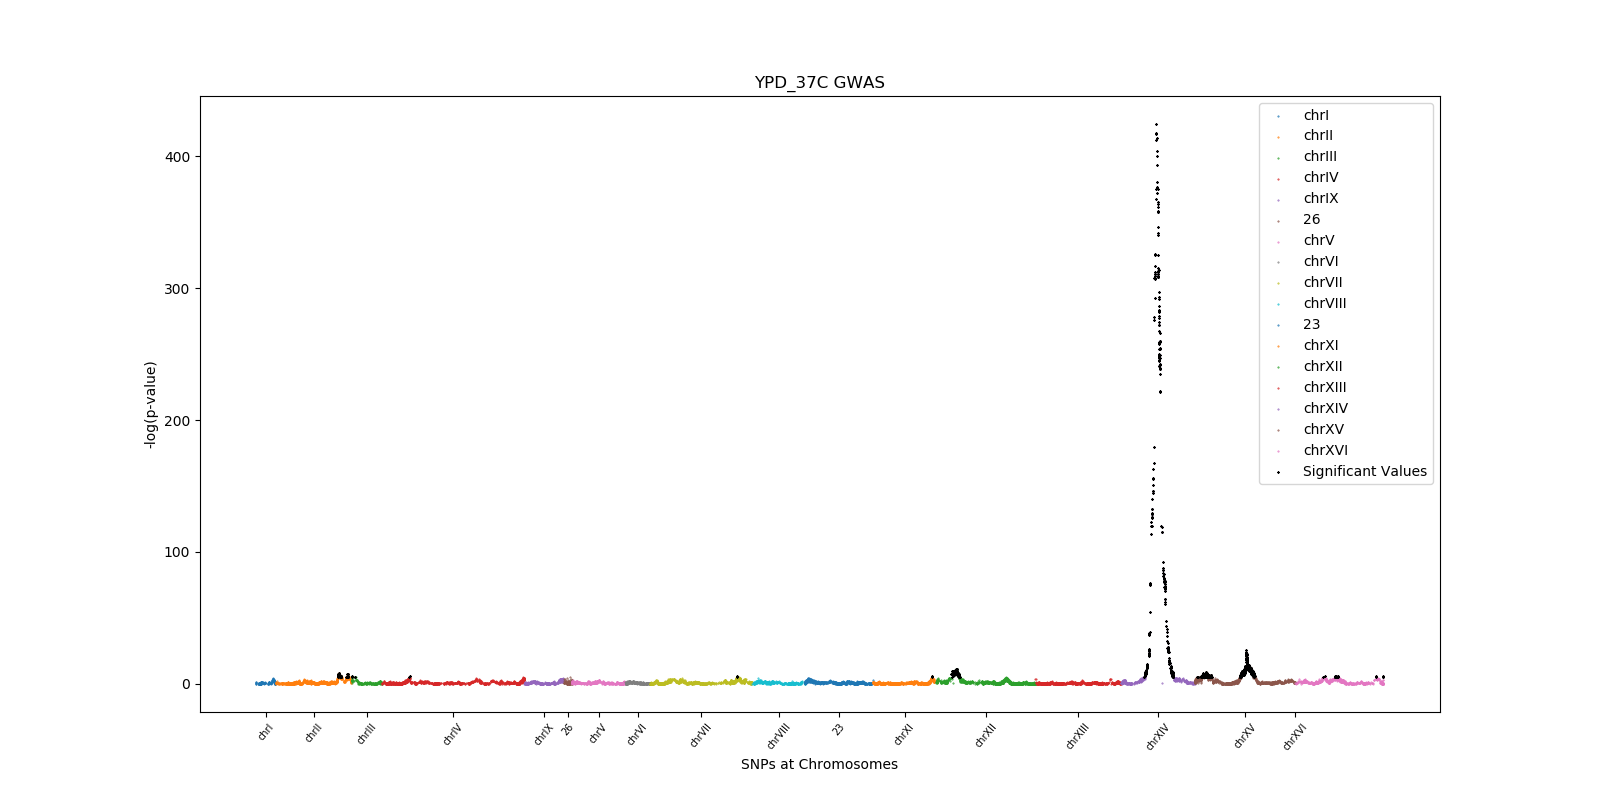 YPD_37C GWAS
-log(p-value)
400
300
200
100
0
chrI
chrII
chrIII
chrIV
chrIX
26
chrV
chrVI
chrVII
chrVIII
23
chrXI
chrXII
chrXIII
chrXIV
chrXV
chrXVI
Significant Values
chrI
chrII
chrIII
chrIV
chrIX
26
chrV
chrVI
chrVII
chrVIII
23
chrXI
chrXII
chrXIII
chrXIV
chrXV
chrXVI
SNPs at Chromosomes